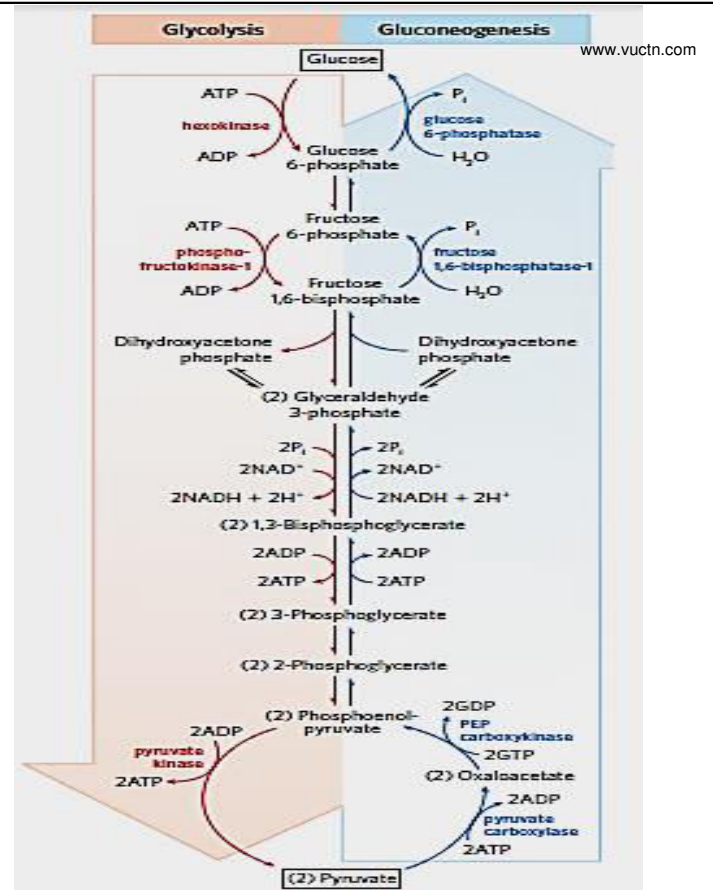 Glycolysis
Gluconeogenesis
www.vuctn.com
Glucose
ATP
hexokinase
ADP
Pᵢ
glucose
6-phosphatase
H₂O
Glucose
6-phosphate
Fructose
6-phosphate
ATP
phospho-
fructokinase-1
ADP
Pᵢ
fructose
1,6-bisphosphatase-1
H₂O
Fructose
1,6-bisphosphate
Dihydroxyacetone
phosphate
Dihydroxyacetone
phosphate
(2) Glyceraldehyde
3-phosphate
2Pᵢ
2NAD⁺
2NADH + 2H⁺
2Pᵢ
2NAD⁺
2NADH + 2H⁺
(2) 1,3-Bisphosphoglycerate
2ADP
2ATP
2ADP
2ATP
(2) 3-Phosphoglycerate
(2) 2-Phosphoglycerate
(2) Phosphoenol-
pyruvate
2ADP
pyruvate
kinase
2ATP
2GDP
PEP
carboxykinase
2GTP
(2) Oxaloacetate
2ADP
pyruvate
carboxylase
2ATP
(2) Pyruvate